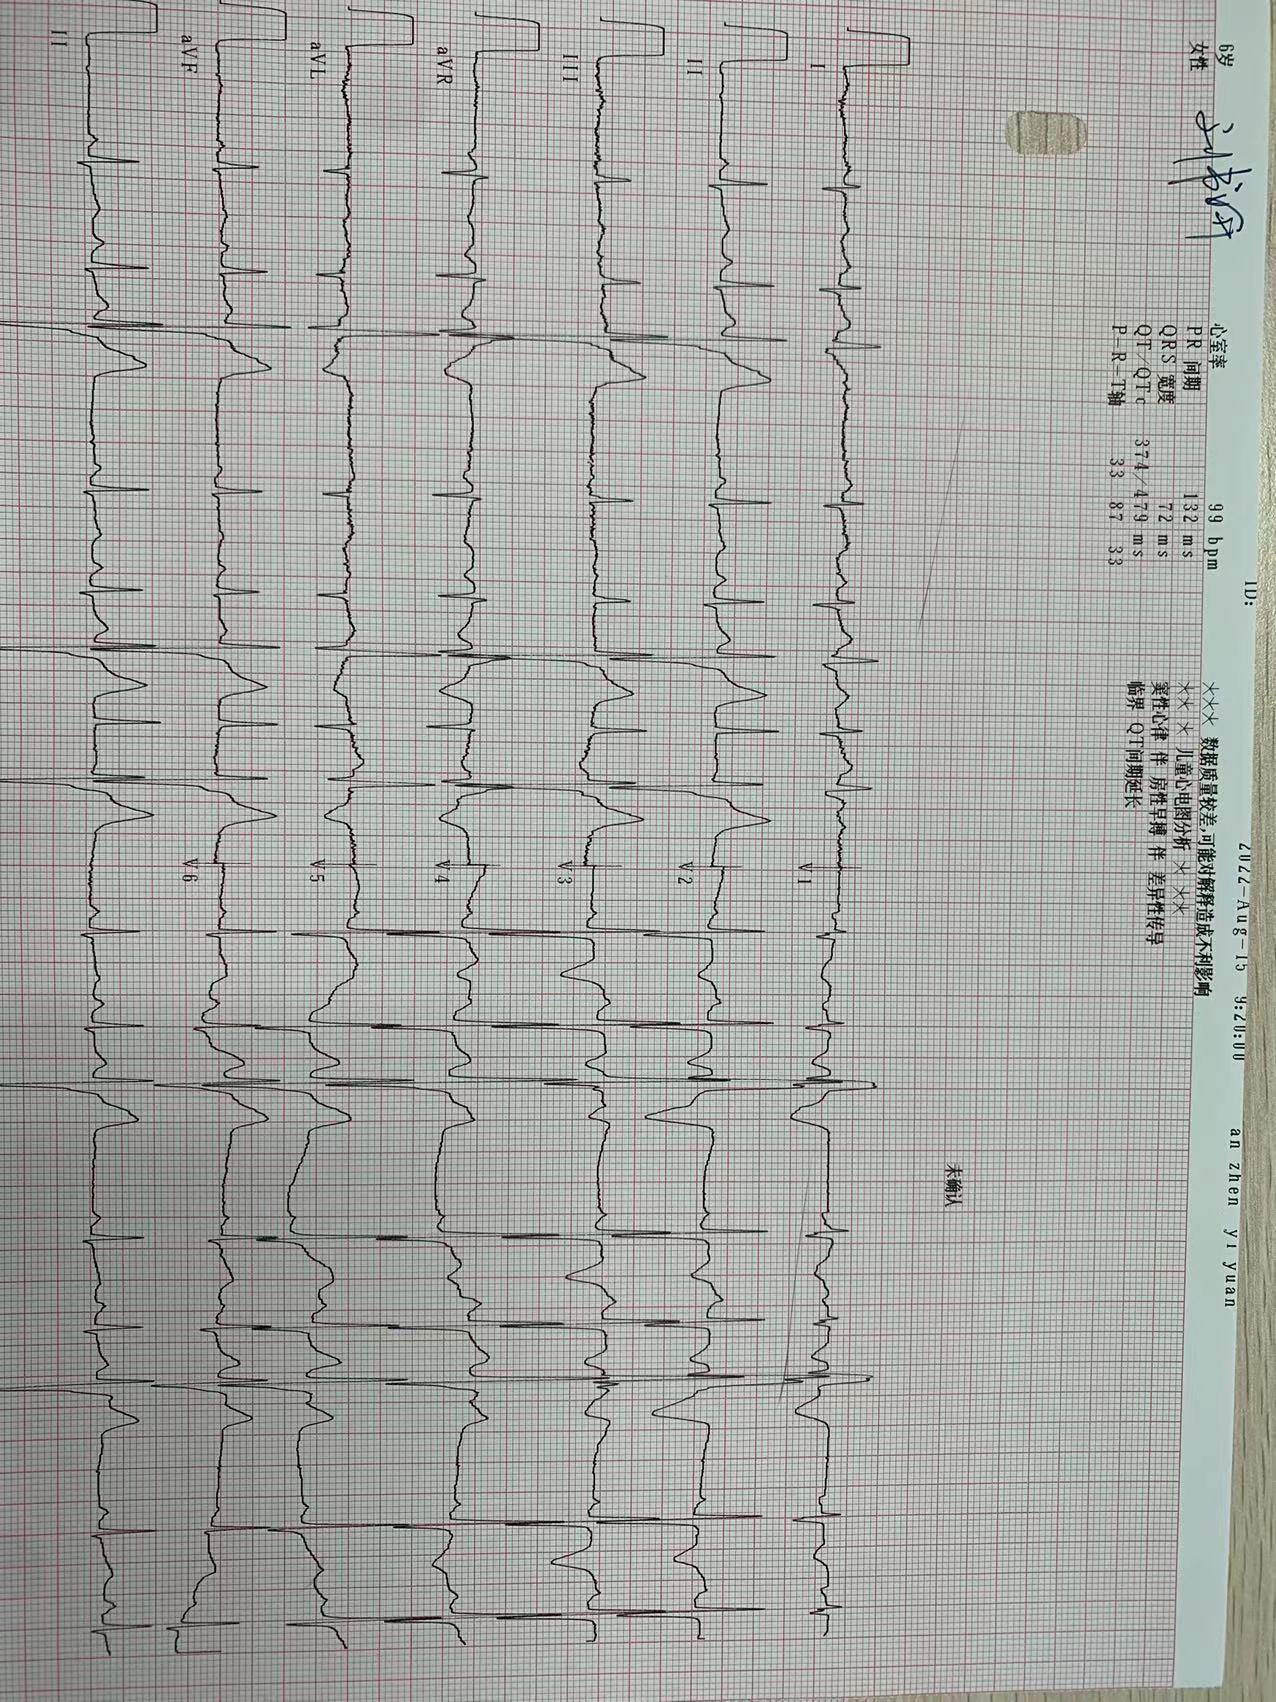 ID:
2022-Aug-15 9:20:00 an zhen yi yuan
6岁
女性
心室率 99 bpm
PR 间期 132 ms
QRS 宽度 72 ms
QT/QTc 374/479 ms
P-R-T轴 33 87 33
*** 数据质量较差,可能对解释造成不利影响
** * 儿童心电图分析 * **
窦性心律 伴 房性早搏 伴 差异性传导
临界 QT间期延长
未确认
I
II
III
aVR
aVL
aVF
II
V1
V2
V3
V4
V5
V6